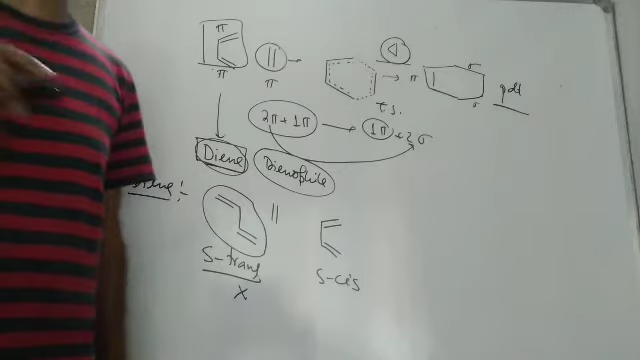 π
π π
π σ
σ
T.S. pdt
2π + 1π → 1π + 2σ
Diene Dienophile
S-trans S-cis
X